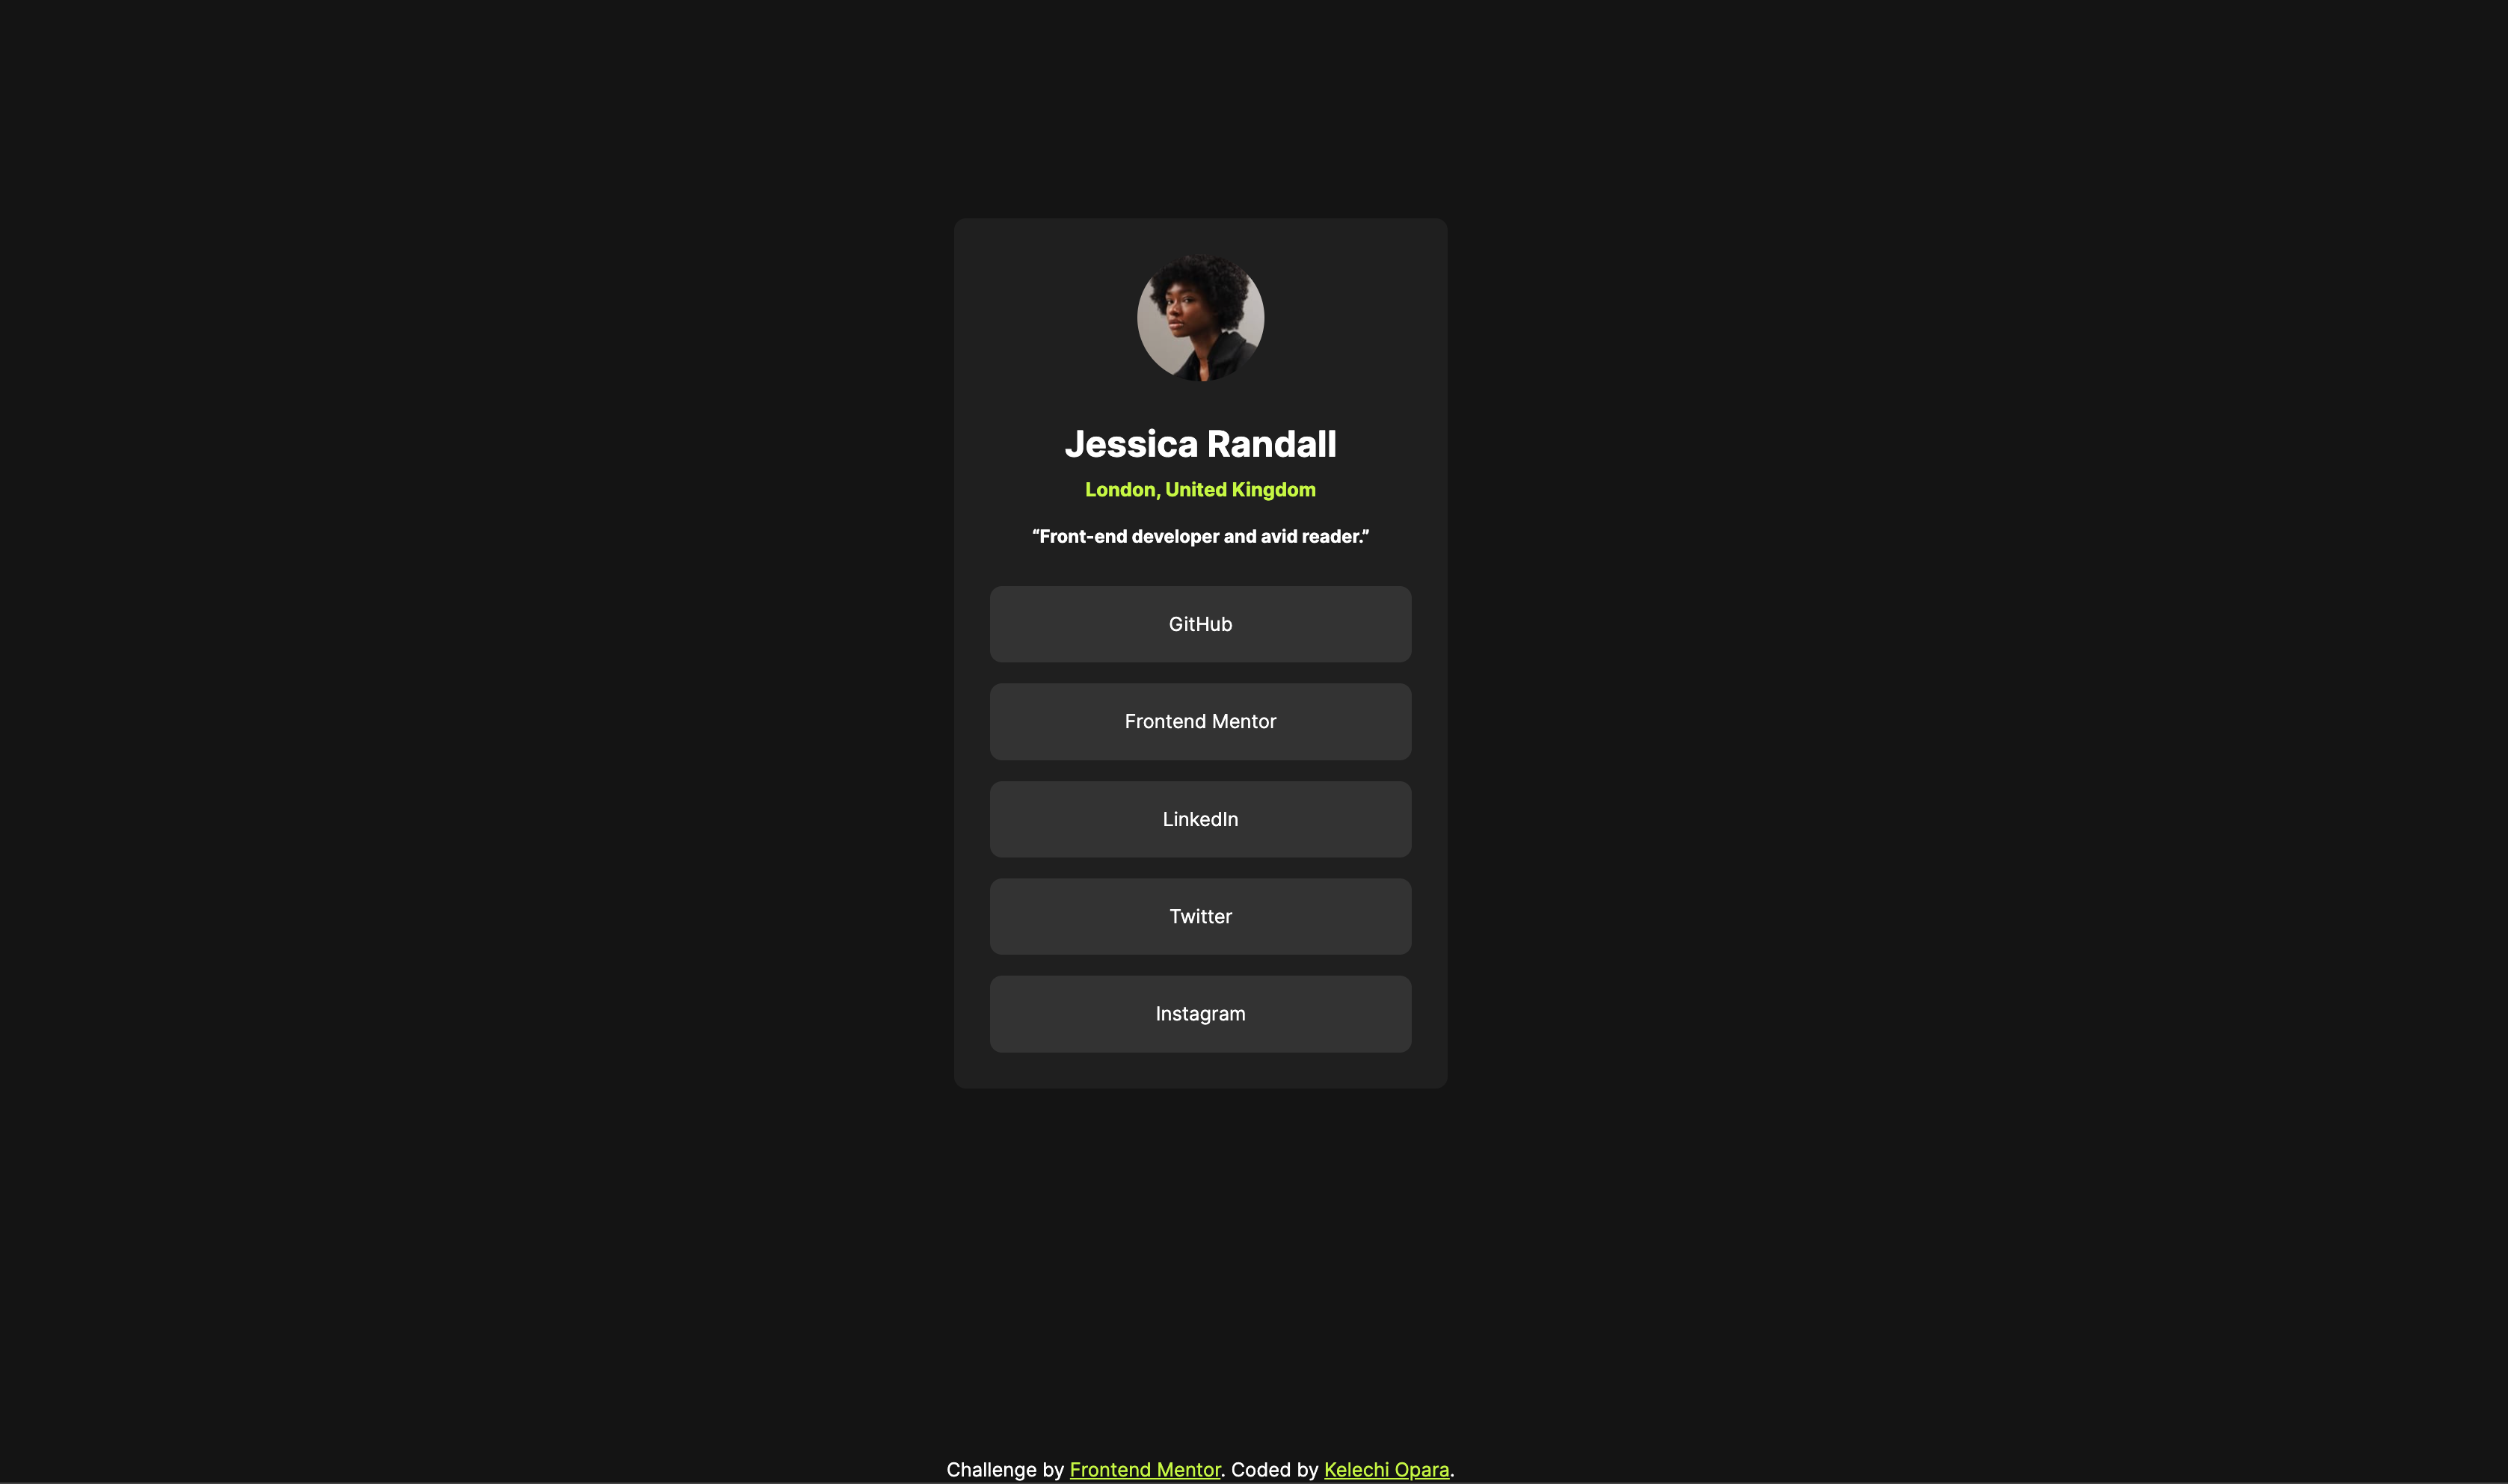 Jessica Randall
London, United Kingdom
“Front-end developer and avid reader.”
GitHub
Frontend Mentor
LinkedIn
Twitter
Instagram
Challenge by Frontend Mentor. Coded by Kelechi Opara.